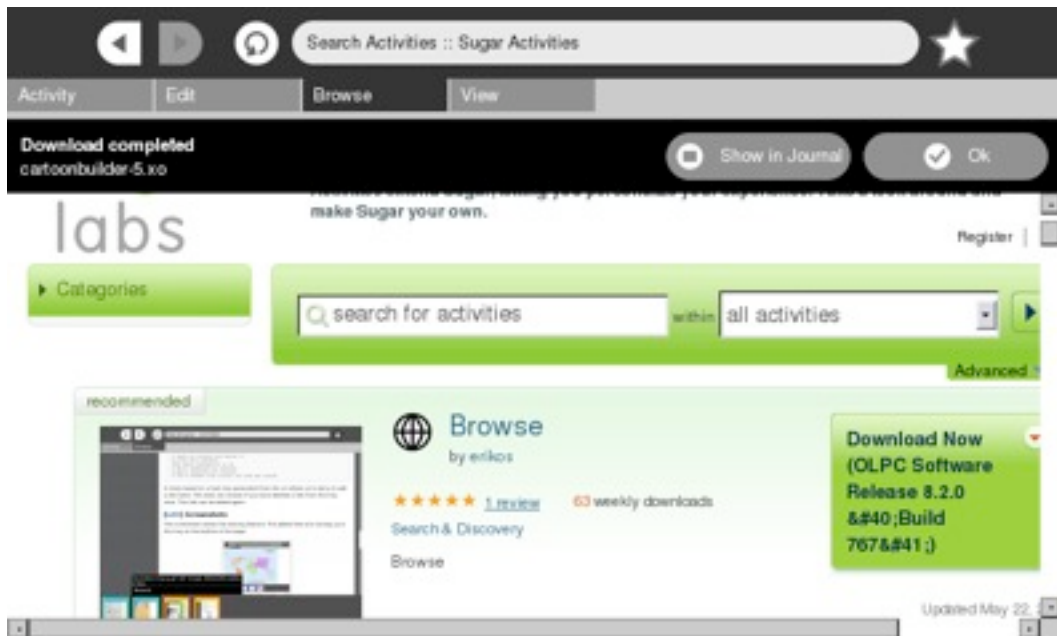 Search Activities :: Sugar Activities
Activity
Edit
Browse
View
Download completed
cartoonbuilder-5.xo
Show in Journal
Ok
labs
make Sugar your own.
Register
Categories
search for activities
within
all activities
Advanced
recommended
Browse
by erikos
1 review
63 weekly downloads
Search & Discovery
Browse
Download Now
(OLPC Software
Release 8.2.0
&#40;Build
767&#41;)
Updated May 22,